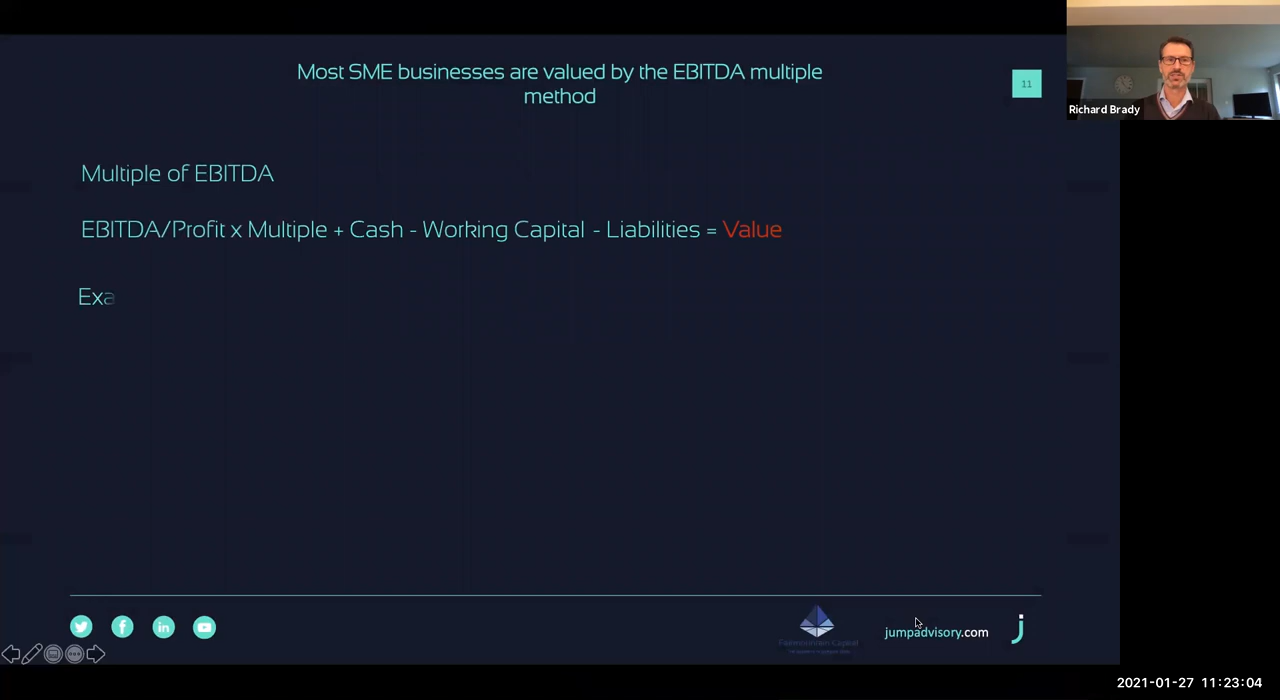 Most SME businesses are valued by the EBITDA multiple
method
11
Richard Brady
Multiple of EBITDA
EBITDA/Profit x Multiple + Cash - Working Capital - Liabilities = Value
Exa
jumpadvisory.com
2021-01-27 11:23:04